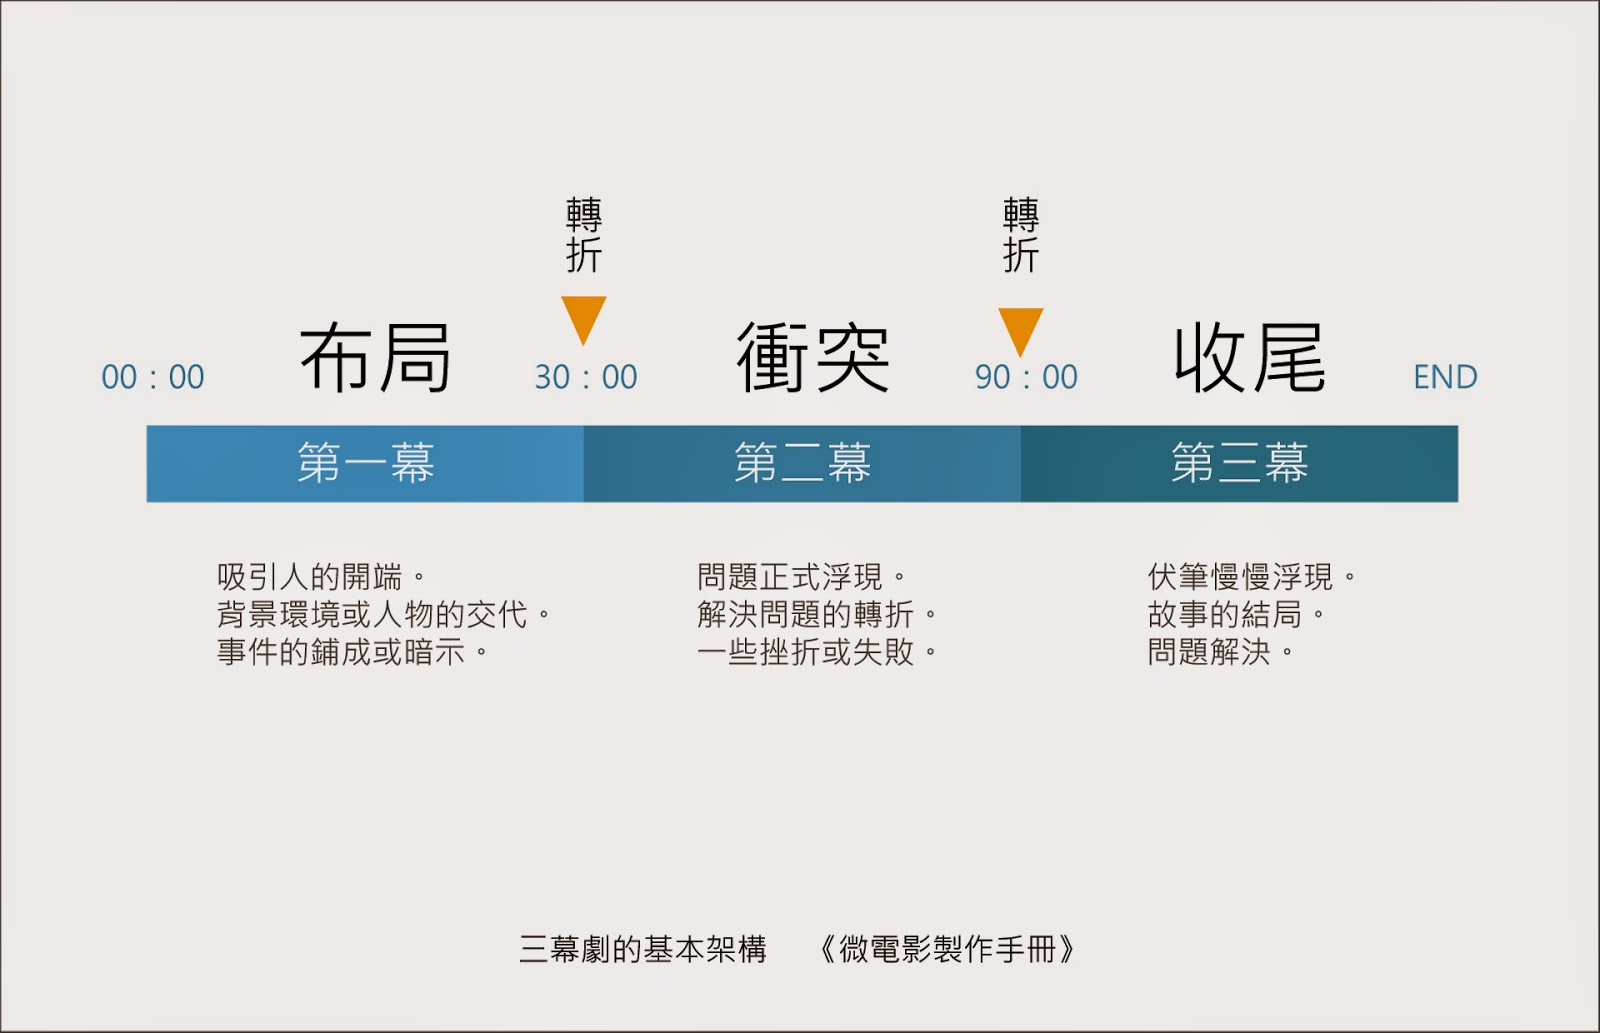 轉折
轉折
00：00
布局
30：00
衝突
90：00
收尾
END
第一幕
第二幕
第三幕
吸引人的開端。
背景環境或人物的交代。
事件的鋪成或暗示。
問題正式浮現。
解決問題的轉折。
一些挫折或失敗。
伏筆慢慢浮現。
故事的結局。
問題解決。
三幕劇的基本架構　《微電影製作手冊》